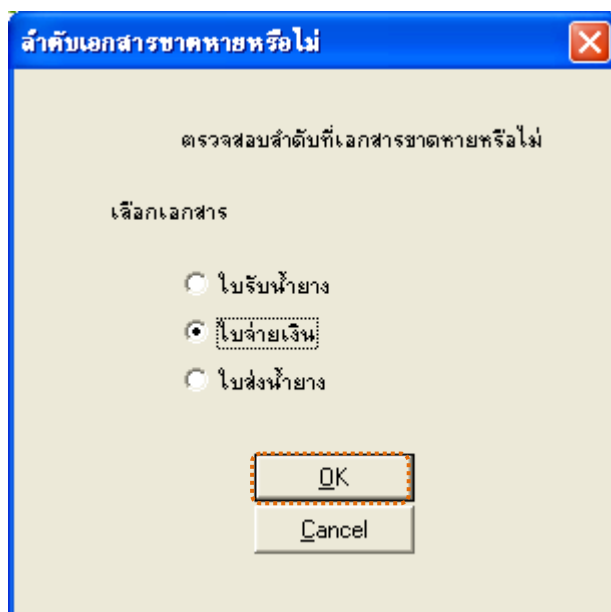 ลำดับเอกสารขาดหายหรือไม่
ตรวจสอบลำดับที่เอกสารขาดหายหรือไม่
เลือกเอกสาร
ใบรับน้ำยาง
ใบจ่ายเงิน
ใบส่งน้ำยาง
OK
Cancel